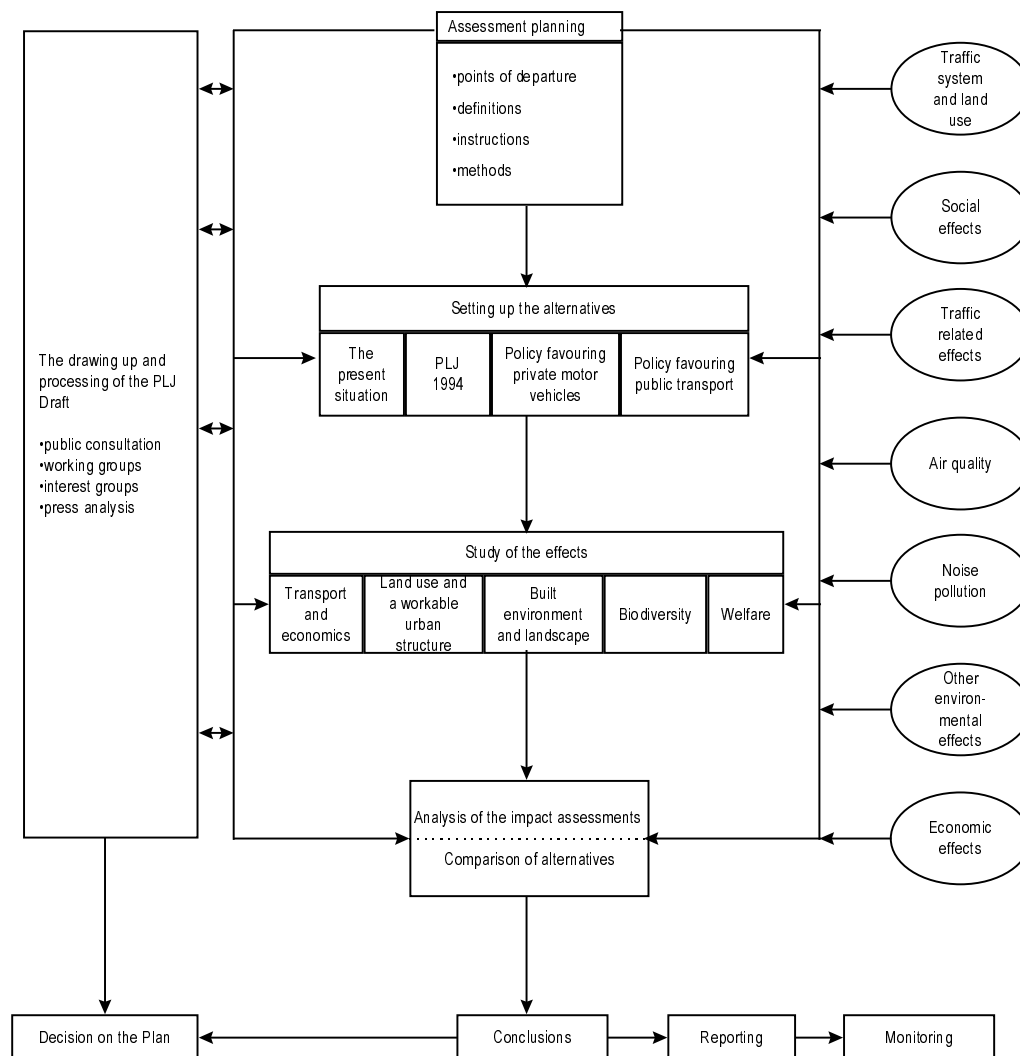 Assessment planning
•points of departure
•definitions
•instructions
•methods
Traffic
system
and land
use
Social
effects
Traffic
related
effects
Air quality
Noise
pollution
Other
environ-
mental
effects
Economic
effects
The drawing up and
processing of the PLJ
Draft
•public consultation
•working groups
•interest groups
•press analysis
Setting up the alternatives
The
present
situation
PLJ
1994
Policy favouring
private motor
vehicles
Policy favouring
public transport
Study of the effects
Transport
and
economics
Land use and
a workable
urban
structure
Built
environment
and landscape
Biodiversity
Welfare
Analysis of the impact assessments
Comparison of alternatives
Decision on the Plan
Conclusions
Reporting
Monitoring